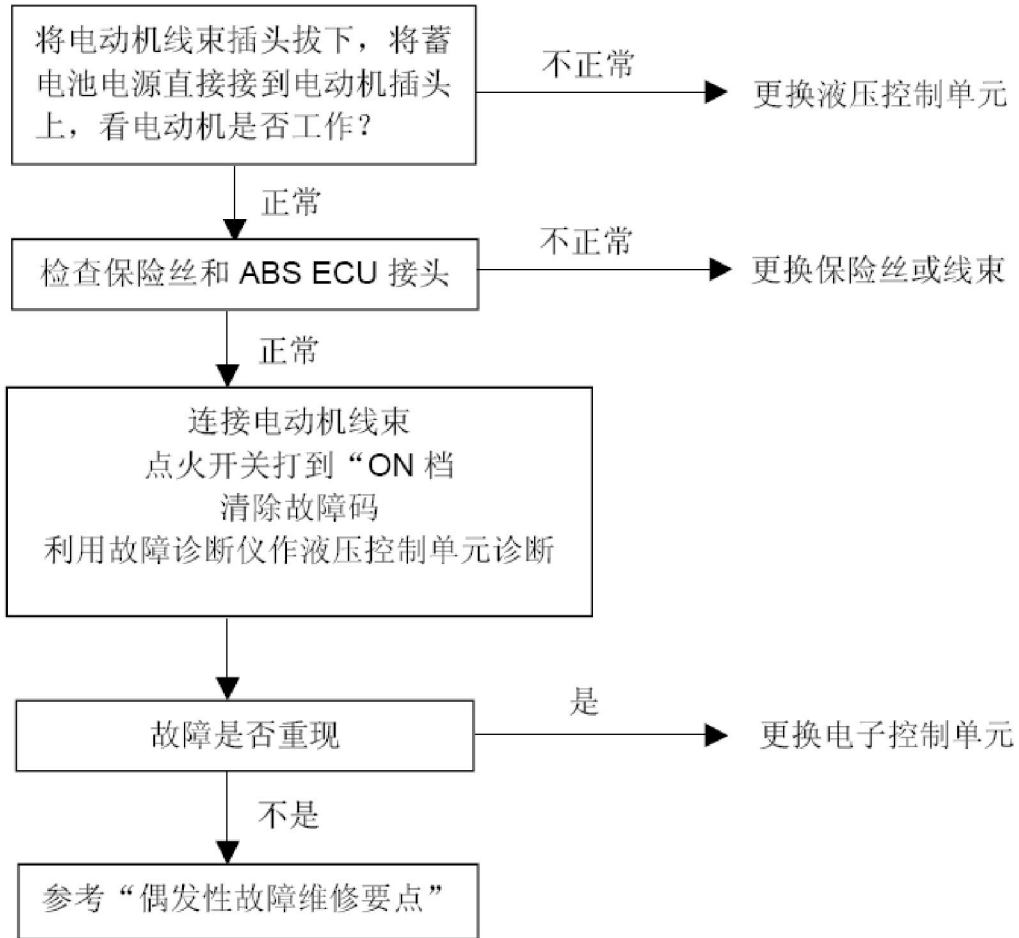 将电动机线束插头拔下，将蓄
电池电源直接接到电动机插头
上，看电动机是否工作？
不正常
更换液压控制单元
正常
检查保险丝和 ABS ECU 接头
不正常
更换保险丝或线束
正常
连接电动机线束
点火开关打到“ON 档
清除故障码
利用故障诊断仪作液压控制单元诊断
故障是否重现
是
更换电子控制单元
不是
参考“偶发性故障维修要点”